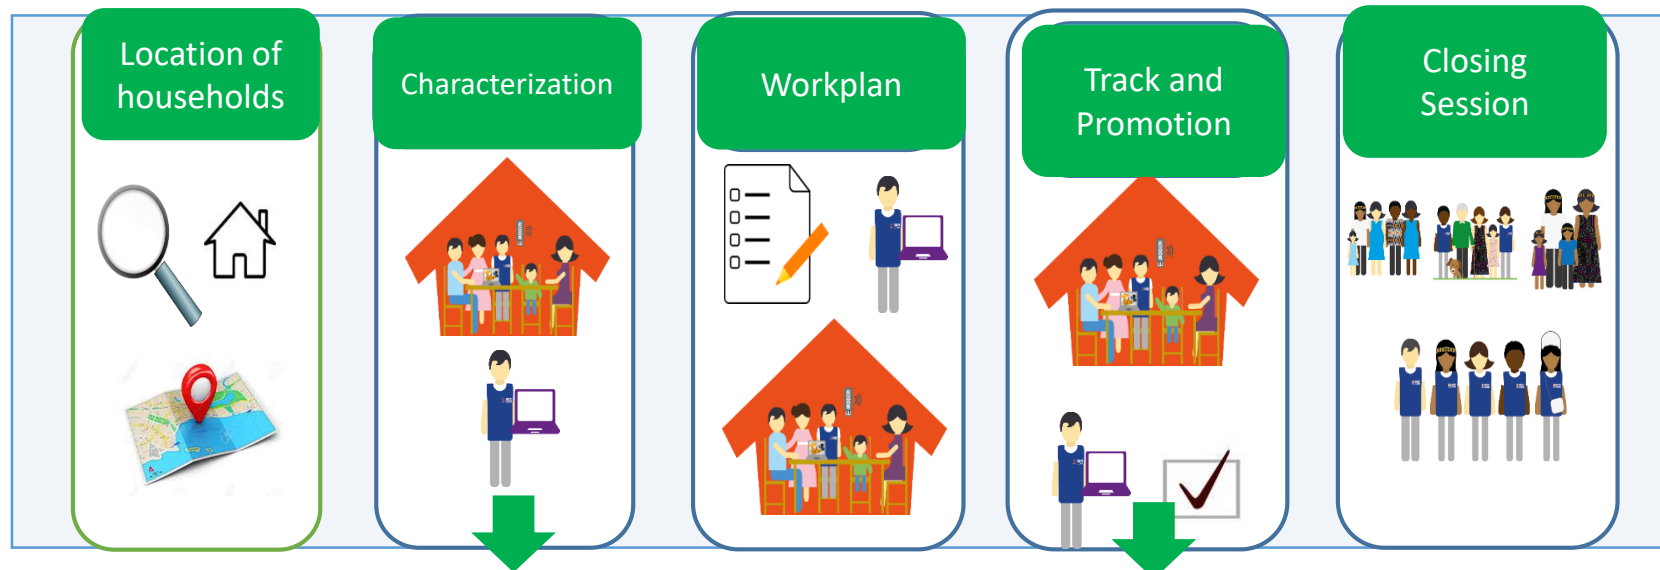 Location of
households
Characterization
Workplan
Track and
Promotion
Closing
Session